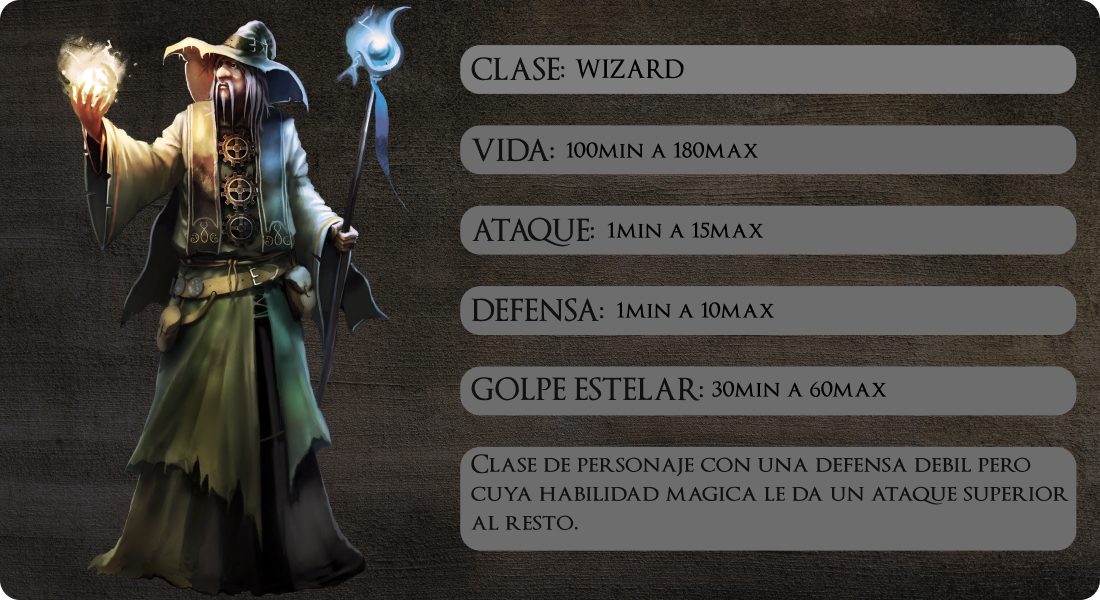 CLASE: WIZARD
VIDA: 100MIN A 180MAX
ATAQUE: 1MIN A 15MAX
DEFENSA: 1MIN A 10MAX
GOLPE ESTELAR: 30MIN A 60MAX
CLASE DE PERSONAJE CON UNA DEFENSA DEBIL PERO
CUYA HABILIDAD MAGICA LE DA UN ATAQUE SUPERIOR
AL RESTO.